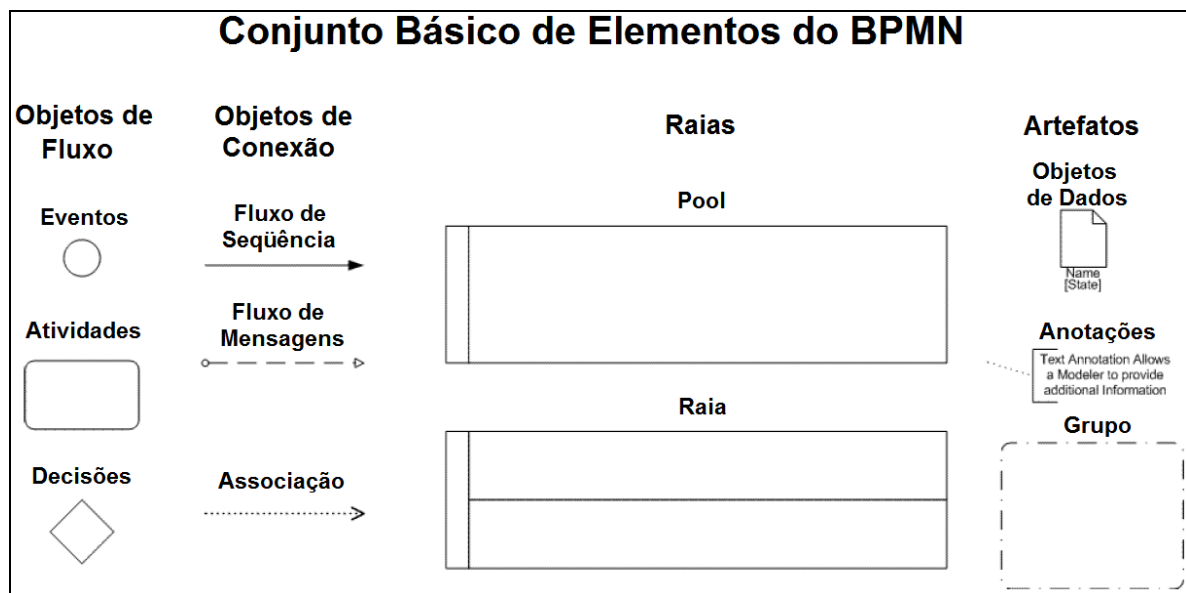 Conjunto Básico de Elementos do BPMN
Objetos de
Fluxo
Eventos
Atividades
Decisões
Objetos de
Conexão
Fluxo de
Seqüência
Fluxo de
Mensagens
Associação
Raias
Pool
Raia
Artefatos
Objetos
de Dados
Name
[State]
Anotações
Text Annotation Allows
a Modeler to provide
additional Information
Grupo